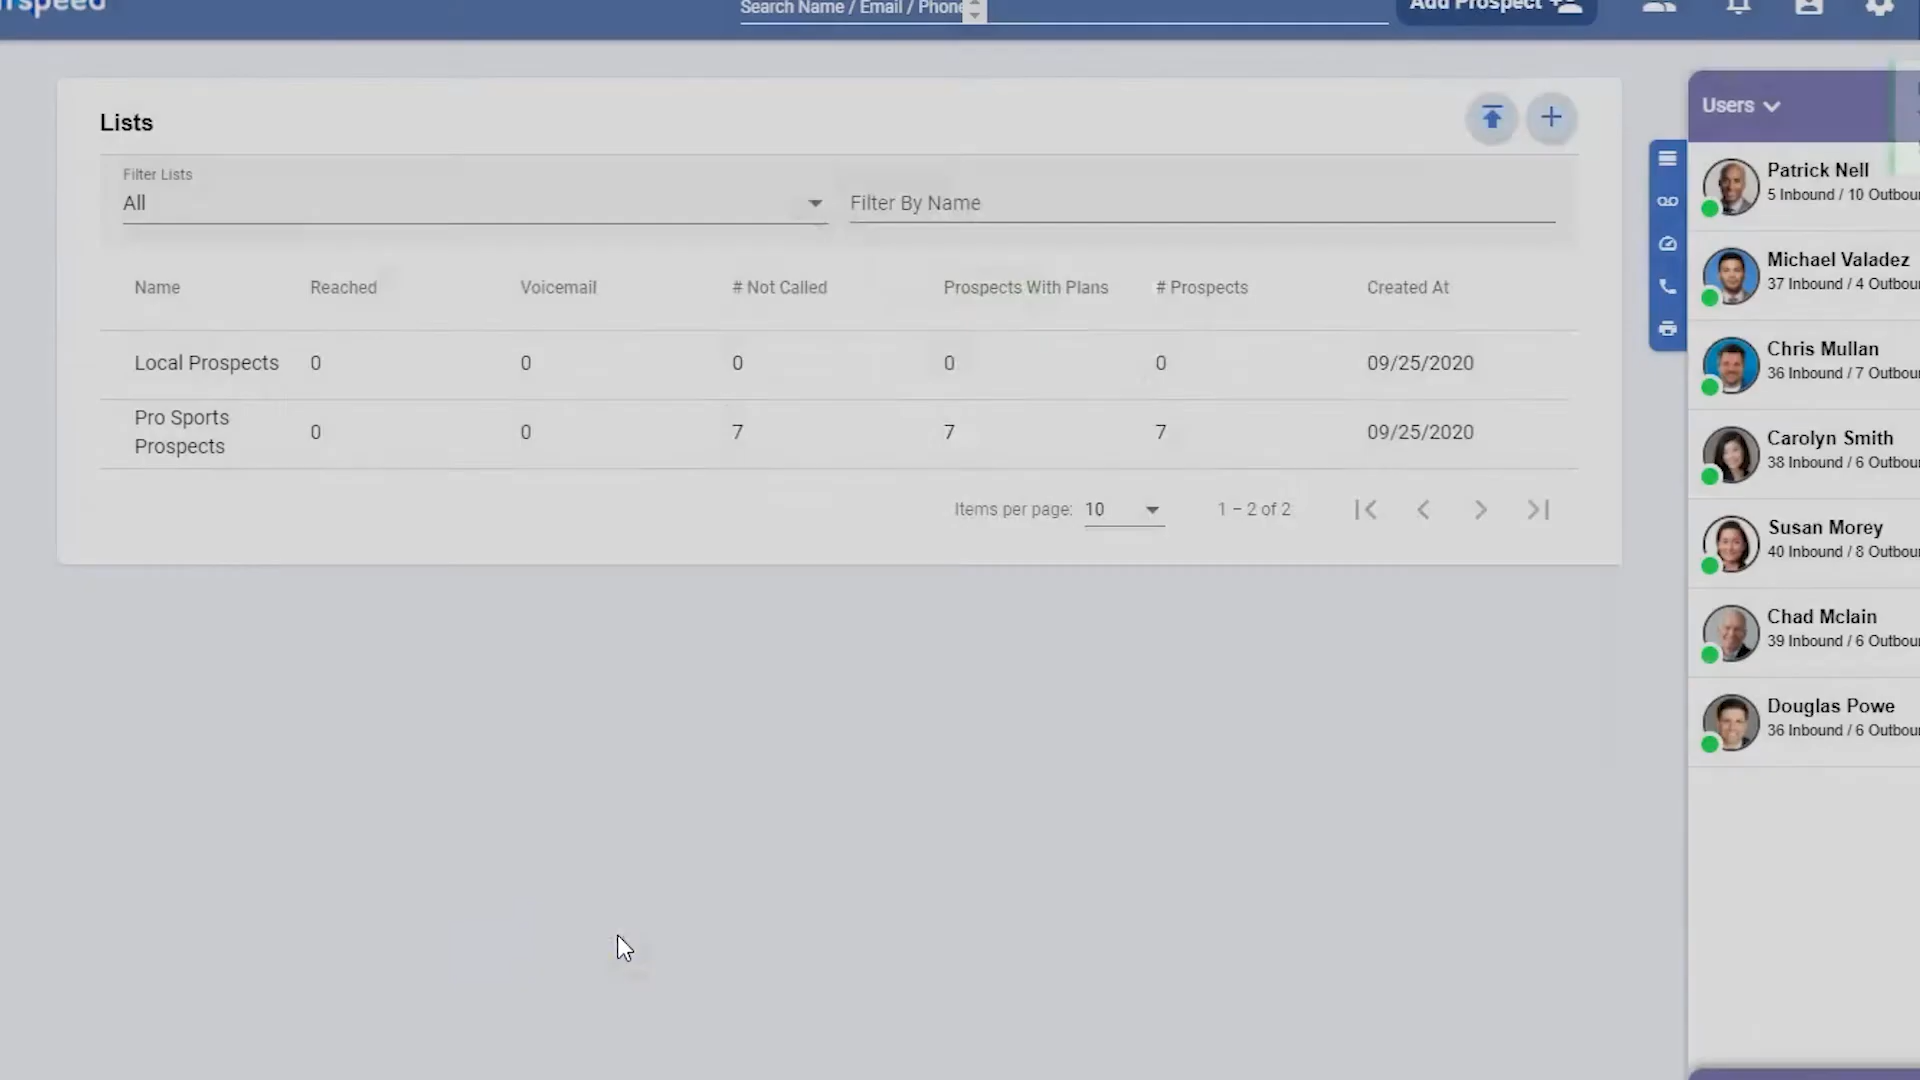 Search Name / Email / Phone
Add Prospect
Lists
Filter Lists
All
Filter By Name
Name Reached Voicemail # Not Called Prospects With Plans # Prospects Created At
Local Prospects 0 0 0 0 0 09/25/2020
Pro Sports
Prospects 0 0 7 7 7 09/25/2020
Items per page: 10 1 – 2 of 2
Users
Patrick Nell
5 Inbound / 10 Outbou
Michael Valadez
37 Inbound / 4 Outbou
Chris Mullan
36 Inbound / 7 Outbou
Carolyn Smith
38 Inbound / 6 Outbou
Susan Morey
40 Inbound / 8 Outbou
Chad Mclain
39 Inbound / 6 Outbou
Douglas Powe
36 Inbound / 6 Outbou